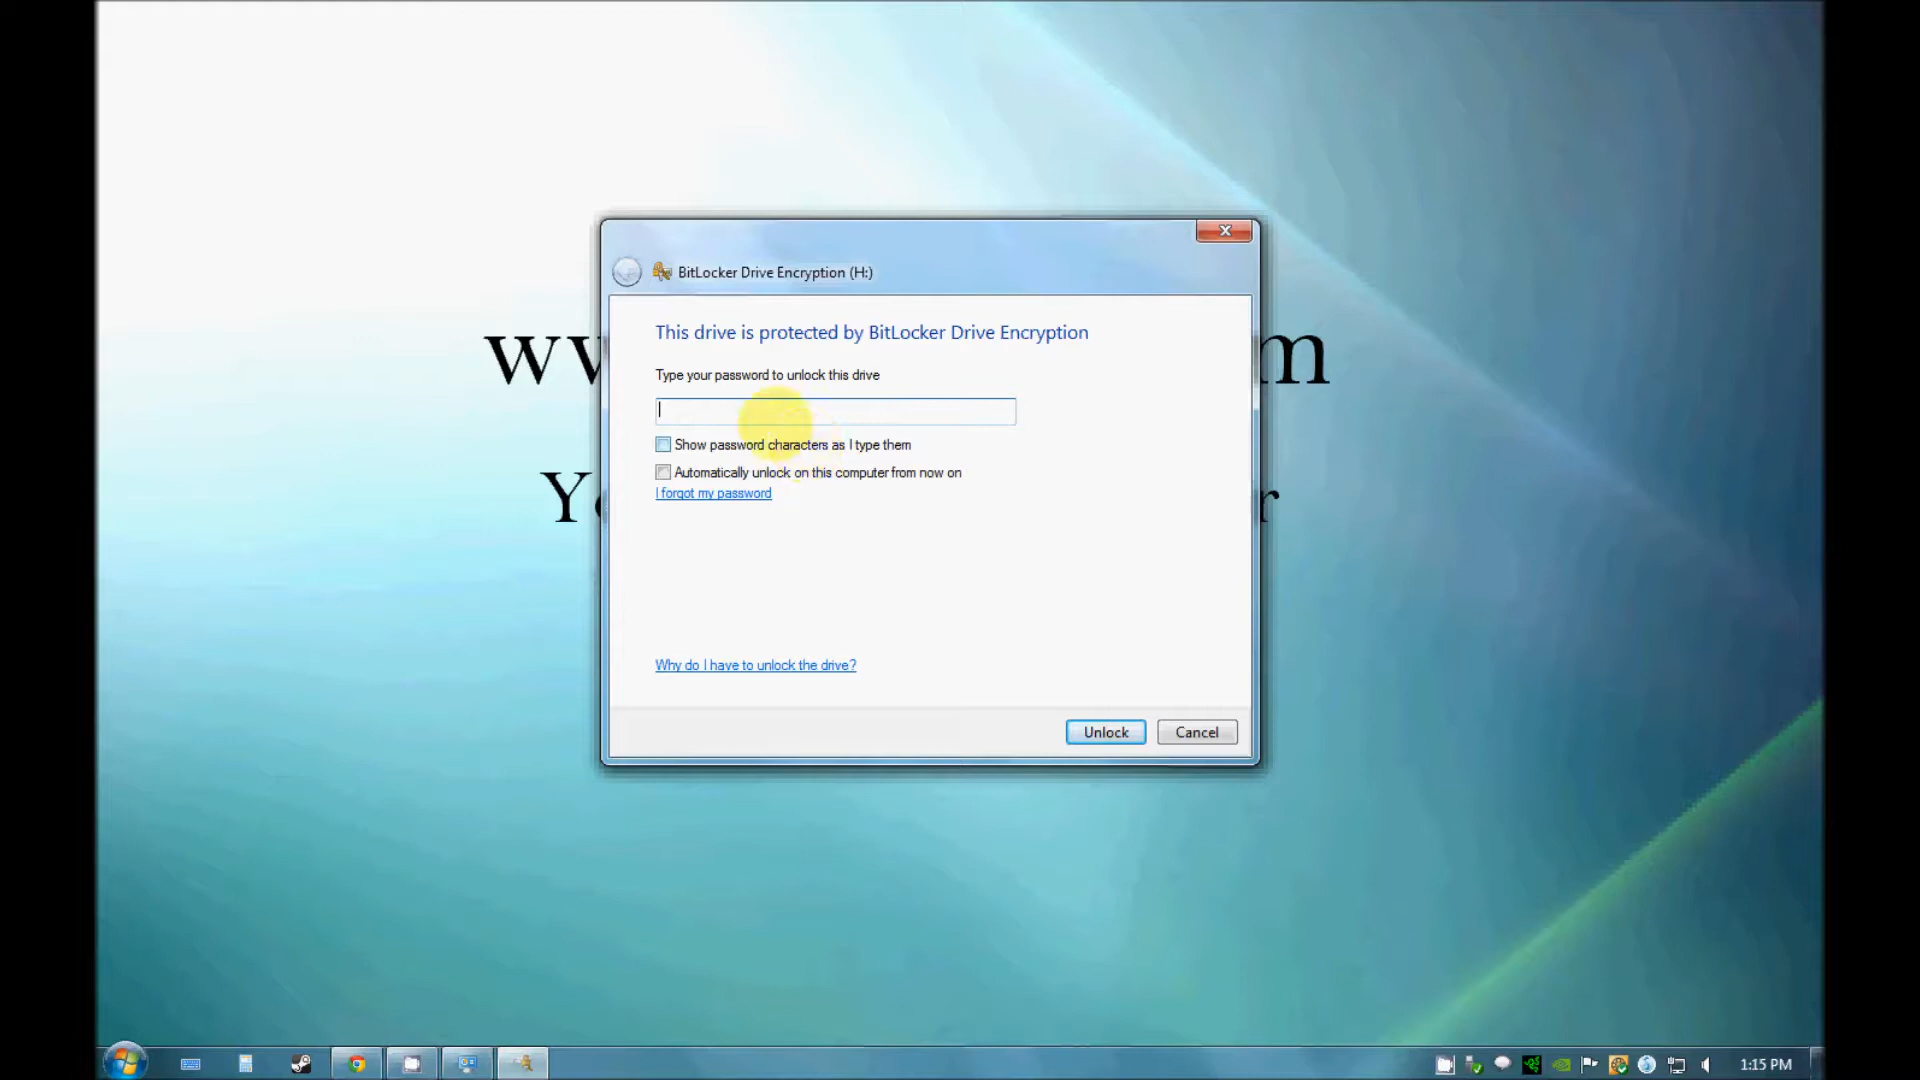 BitLocker Drive Encryption (H:)
This drive is protected by BitLocker Drive Encryption
Type your password to unlock this drive
Show password characters as I type them
Automatically unlock on this computer from now on
I forgot my password
Why do I have to unlock the drive?
Unlock Cancel
1:15 PM